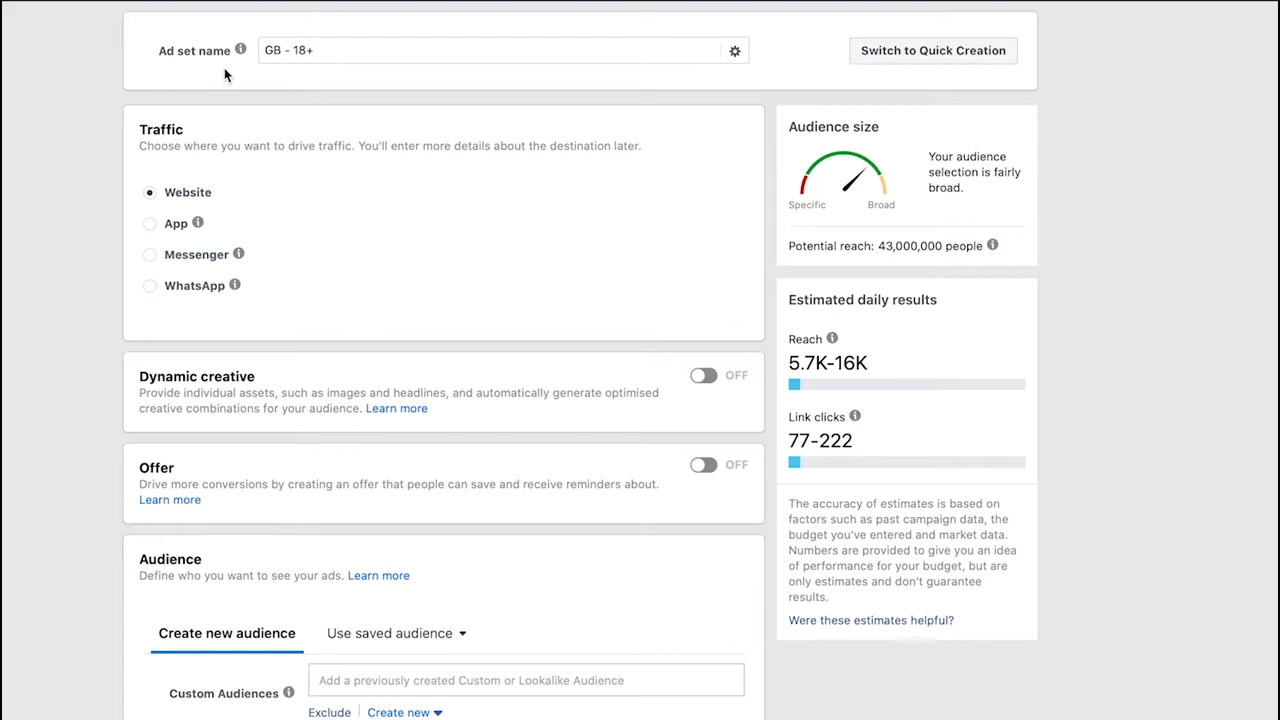 Ad set name
GB - 18+
Switch to Quick Creation
Traffic
Choose where you want to drive traffic. You'll enter more details about the destination later.
Website
App
Messenger
WhatsApp
Dynamic creative
OFF
Provide individual assets, such as images and headlines, and automatically generate optimised
creative combinations for your audience. Learn more
Offer
OFF
Drive more conversions by creating an offer that people can save and receive reminders about.
Learn more
Audience
Define who you want to see your ads. Learn more
Create new audience
Use saved audience
Custom Audiences
Add a previously created Custom or Lookalike Audience
Exclude
Create new
Audience size
Your audience
selection is fairly
broad.
Specific
Broad
Potential reach: 43,000,000 people
Estimated daily results
Reach
5.7K-16K
Link clicks
77-222
The accuracy of estimates is based on
factors such as past campaign data, the
budget you've entered and market data.
Numbers are provided to give you an idea
of performance for your budget, but are
only estimates and don't guarantee
results.
Were these estimates helpful?